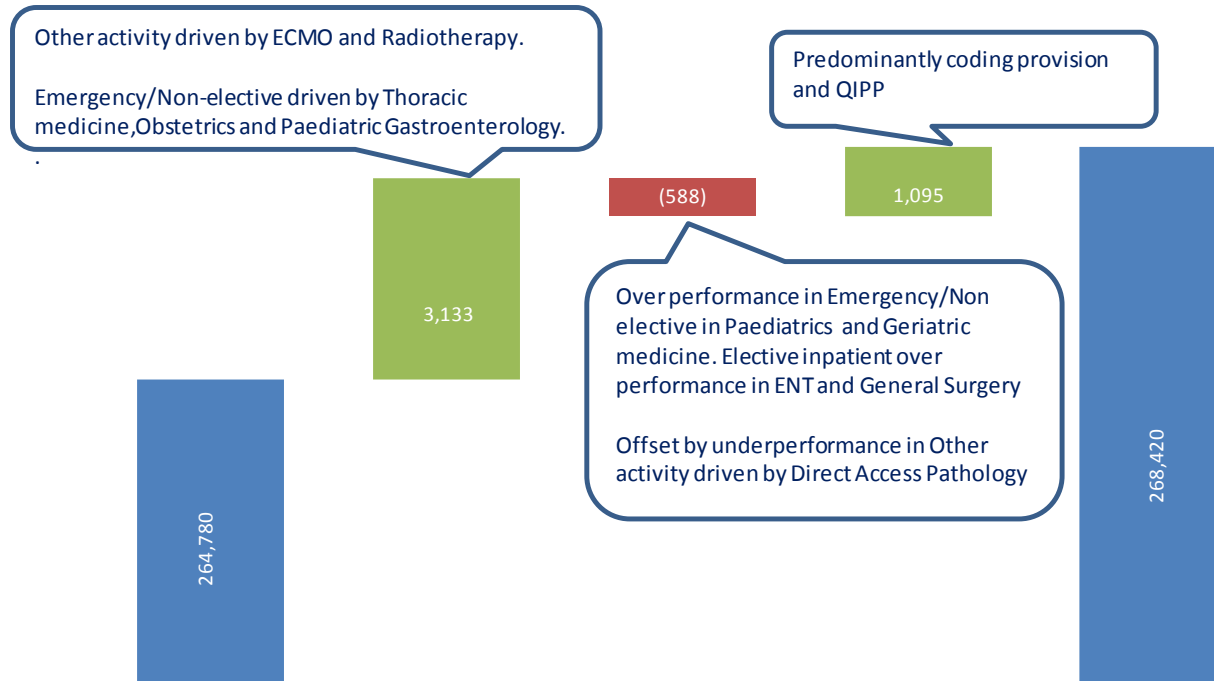 Other activity driven by ECMO and Radiotherapy.
Emergency/Non-elective driven by Thoracic
medicine,Obstetrics and Paediatric Gastroenterology.
.
Predominantly coding provision
and QIPP
3,133
(588)
1,095
Over performance in Emergency/Non
elective in Paediatrics and Geriatric
medicine. Elective inpatient over
performance in ENT and General Surgery
Offset by underperformance in Other
activity driven by Direct Access Pathology
264,780
268,420